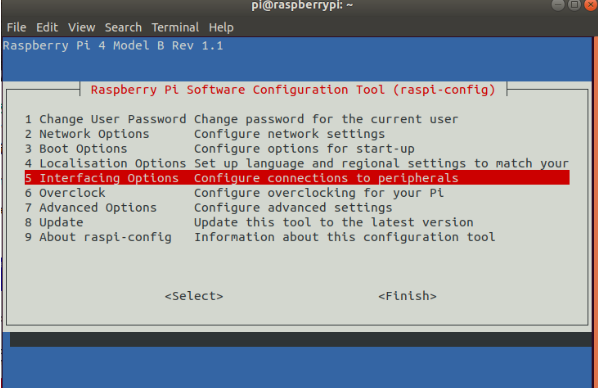 pi@raspberrypi: ~
File Edit View Search Terminal Help
Raspberry Pi 4 Model B Rev 1.1
Raspberry Pi Software Configuration Tool (raspi-config)
1 Change User Password Change password for the current user
2 Network Options Configure network settings
3 Boot Options Configure options for start-up
4 Localisation Options Set up language and regional settings to match your
5 Interfacing Options Configure connections to peripherals
6 Overclock Configure overclocking for your Pi
7 Advanced Options Configure advanced settings
8 Update Update this tool to the latest version
9 About raspi-config Information about this configuration tool
<Select> <Finish>